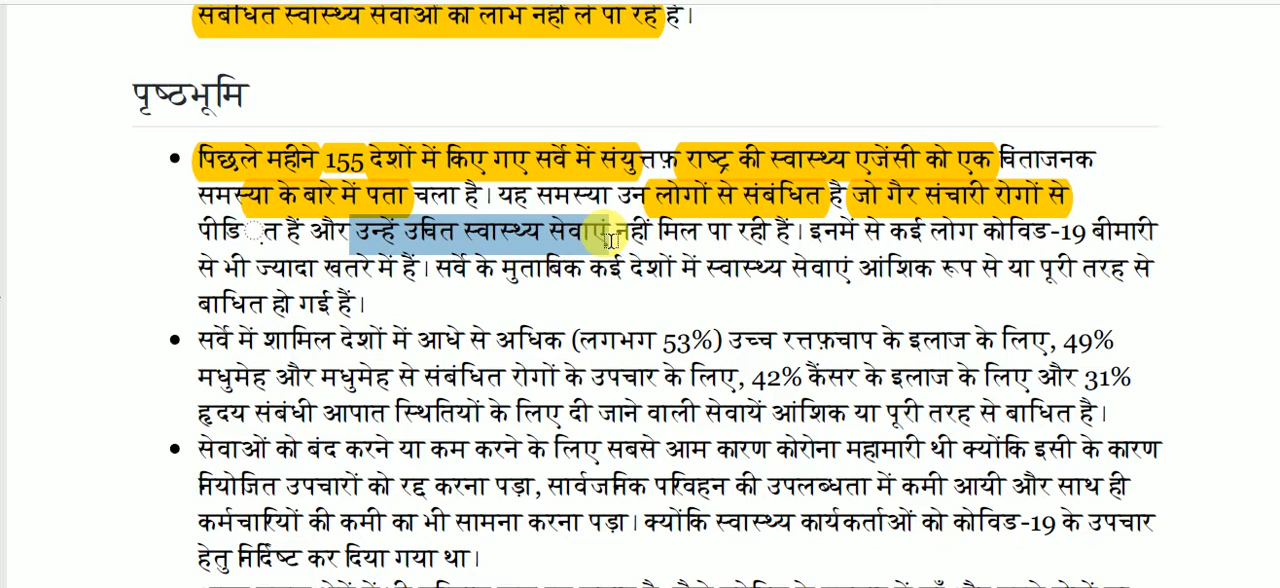 संबंधित स्वास्थ्य सेवाओं का लाभ नहीं ले पा रहे हैं।
पृष्ठभूमि
पिछले महीने 155 देशों में किए गए सर्वे में संयुत्तफ़ राष्ट्र की स्वास्थ्य एजेंसी को एक चिंताजनक
समस्या के बारे में पता चला है। यह समस्या उन लोगों से संबंधित है जो गैर संचारी रोगों से
पीडि़त हैं और उन्हें उचित स्वास्थ्य सेवाएं नहीं मिल पा रही हैं। इनमें से कई लोग कोविड-19 बीमारी
से भी ज्यादा खतरे में हैं। सर्वे के मुताबिक कई देशों में स्वास्थ्य सेवाएं आंशिक रूप से या पूरी तरह से
बाधित हो गई हैं।
सर्वे में शामिल देशों में आधे से अधिक (लगभग 53%) उच्च रत्तफ़चाप के इलाज के लिए, 49%
मधुमेह और मधुमेह से संबंधित रोगों के उपचार के लिए, 42% कैंसर के इलाज के लिए और 31%
हृदय संबंधी आपात स्थितियों के लिए दी जाने वाली सेवायें आंशिक या पूरी तरह से बाधित है।
सेवाओं को बंद करने या कम करने के लिए सबसे आम कारण कोरोना महामारी थी क्योंकि इसी के कारण
नियोजित उपचारों को रद्द करना पड़ा, सार्वजनिक परिवहन की उपलब्धता में कमी आयी और साथ ही
कर्मचारियों की कमी का भी सामना करना पड़ा। क्योंकि स्वास्थ्य कार्यकर्ताओं को कोविड-19 के उपचार
हेतु निर्दिष्ट कर दिया गया था।